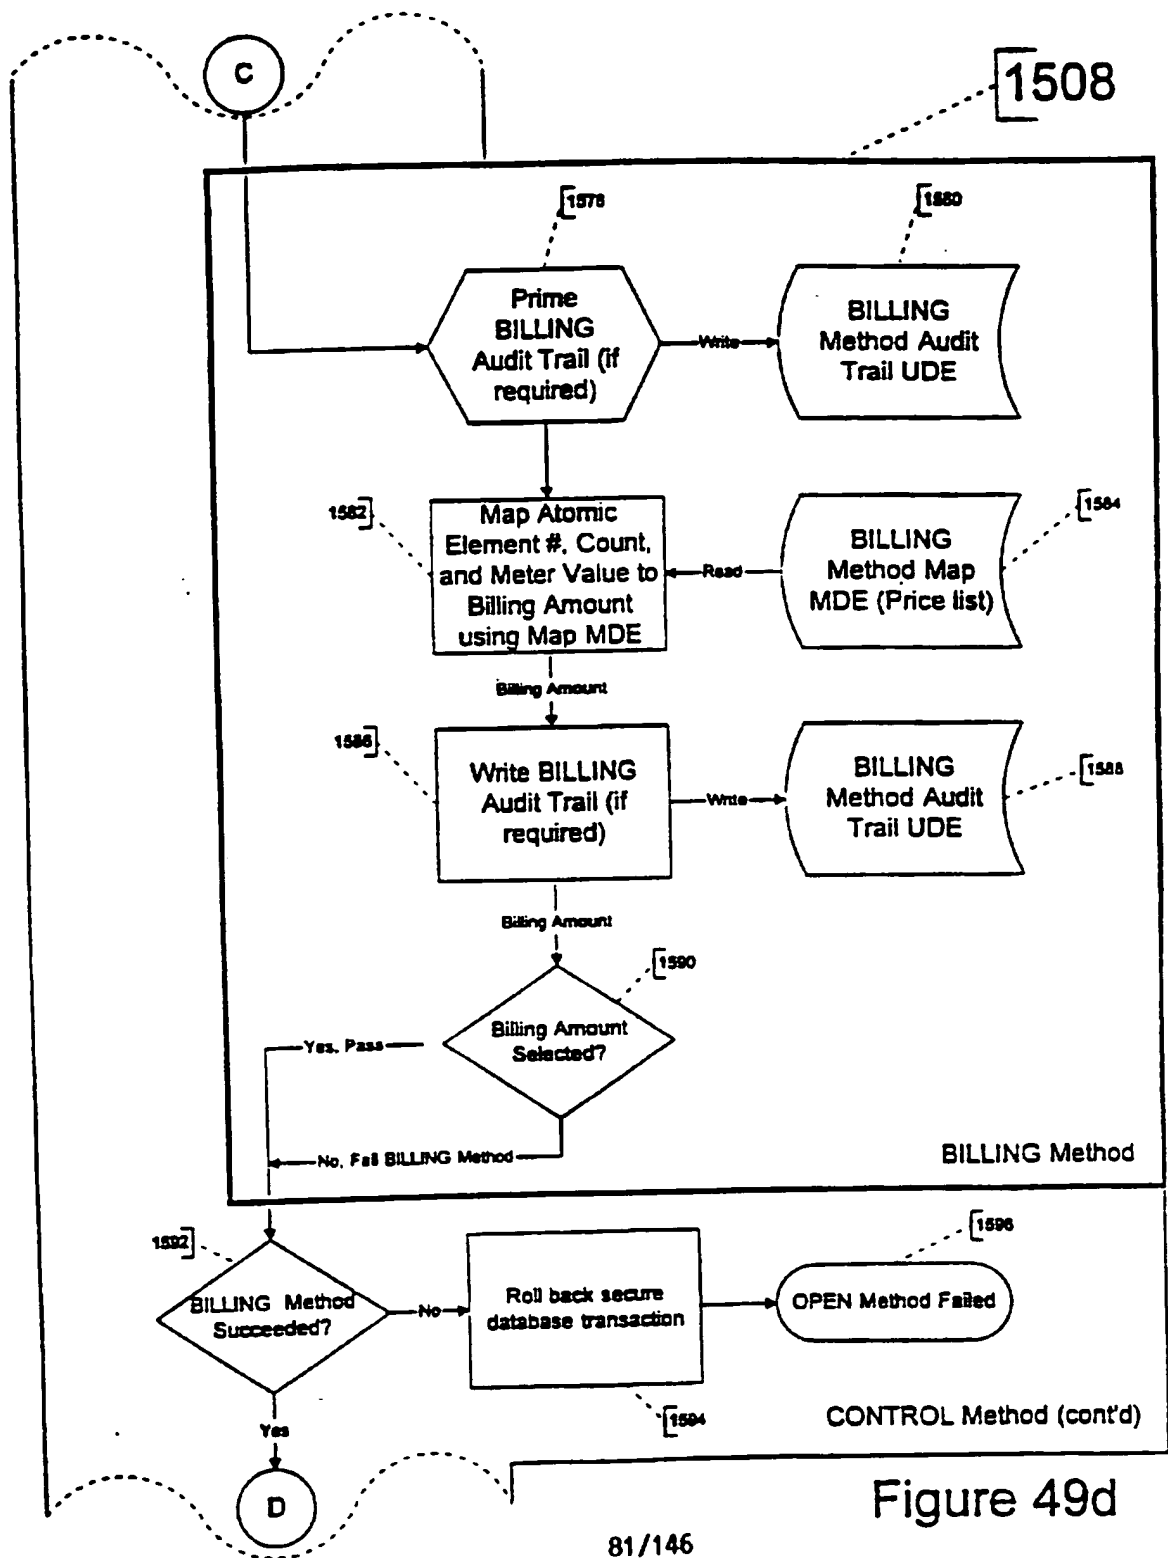 C
1508
1578
1580
Prime
BILLING
Audit Trail (if
required)
Write
BILLING
Method Audit
Trail UDE
1582
Map Atomic
Element #, Count,
and Meter Value to
Billing Amount
using Map MDE
Read
BILLING
Method Map
MDE (Price list)
1584
Billing Amount
1586
Write BILLING
Audit Trail (if
required)
Write
BILLING
Method Audit
Trail UDE
1588
Billing Amount
1590
Billing Amount
Selected?
Yes, Pass
No, Fail BILLING Method
BILLING Method
1592
BILLING Method
Succeeded?
No
Roll back secure
database transaction
1596
OPEN Method Failed
1594
CONTROL Method (cont'd)
Yes
D
Figure 49d
81/146